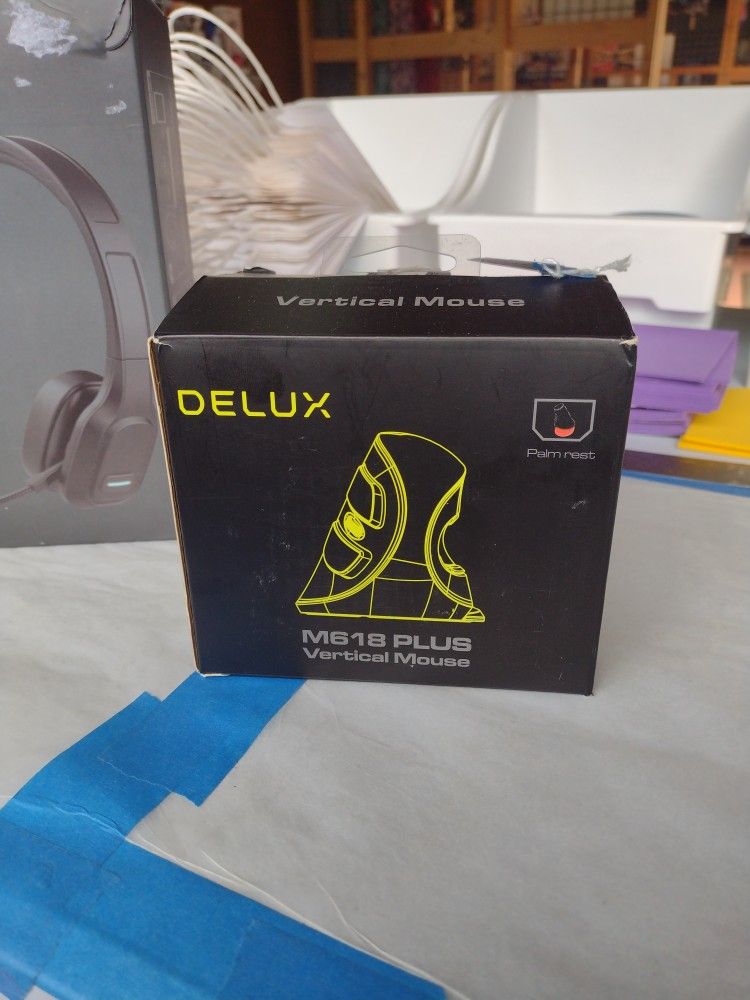 Vertical Mouse
DELUX
Palm rest
M618 PLUS
Vertical Mouse